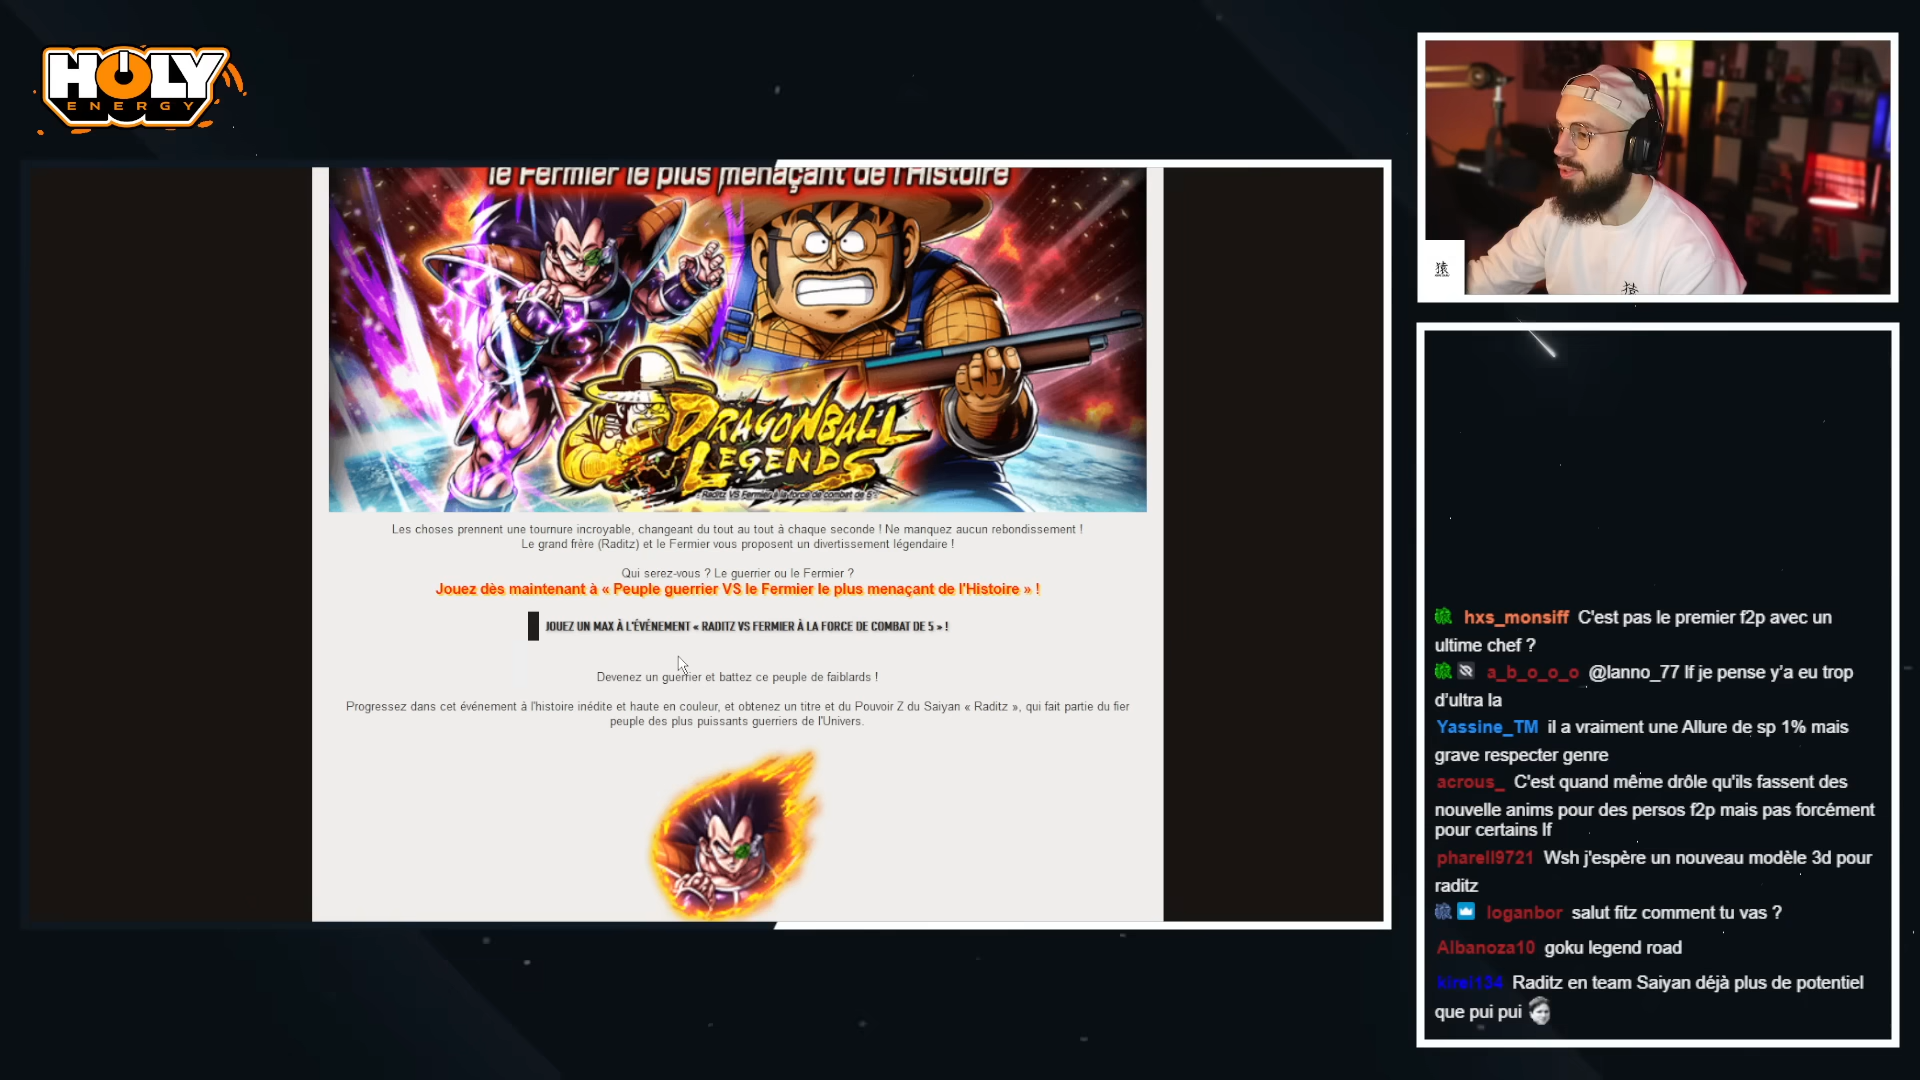 HOLY
ENERGY
le Fermier le plus menaçant de l'Histoire
DRAGONBALL
LEGENDS
Raditz VS Fermier à la force de combat de 5
Les choses prennent une tournure incroyable, changeant du tout au tout à chaque seconde ! Ne manquez aucun rebondissement !
Le grand frère (Raditz) et le Fermier vous proposent un divertissement légendaire !
Qui serez-vous ? Le guerrier ou le Fermier ?
Jouez dès maintenant à « Peuple guerrier VS le Fermier le plus menaçant de l'Histoire » !
JOUEZ UN MAX À L'ÉVÉNEMENT « RADITZ VS FERMIER À LA FORCE DE COMBAT DE 5 » !
Devenez un guerrier et battez ce peuple de faiblards !
Progressez dans cet événement à l'histoire inédite et haute en couleur, et obtenez un titre et du Pouvoir Z du Saiyan « Raditz », qui fait partie du fier
peuple des plus puissants guerriers de l'Univers.
猿
hxs_monsiff C'est pas le premier f2p avec un
ultime chef ?
a_b_o_o_o @lanno_77 lf je pense y'a eu trop
d'ultra la
Yassine_TM il a vraiment une Allure de sp 1% mais
grave respecter genre
acrous_ C'est quand même drôle qu'ils fassent des
nouvelle anims pour des persos f2p mais pas forcément
pour certains lf
pharell9721 Wsh j'espère un nouveau modèle 3d pour
raditz
loganbor salut fitz comment tu vas ?
Albanoza10 goku legend road
kirei134 Raditz en team Saiyan déjà plus de potentiel
que pui pui